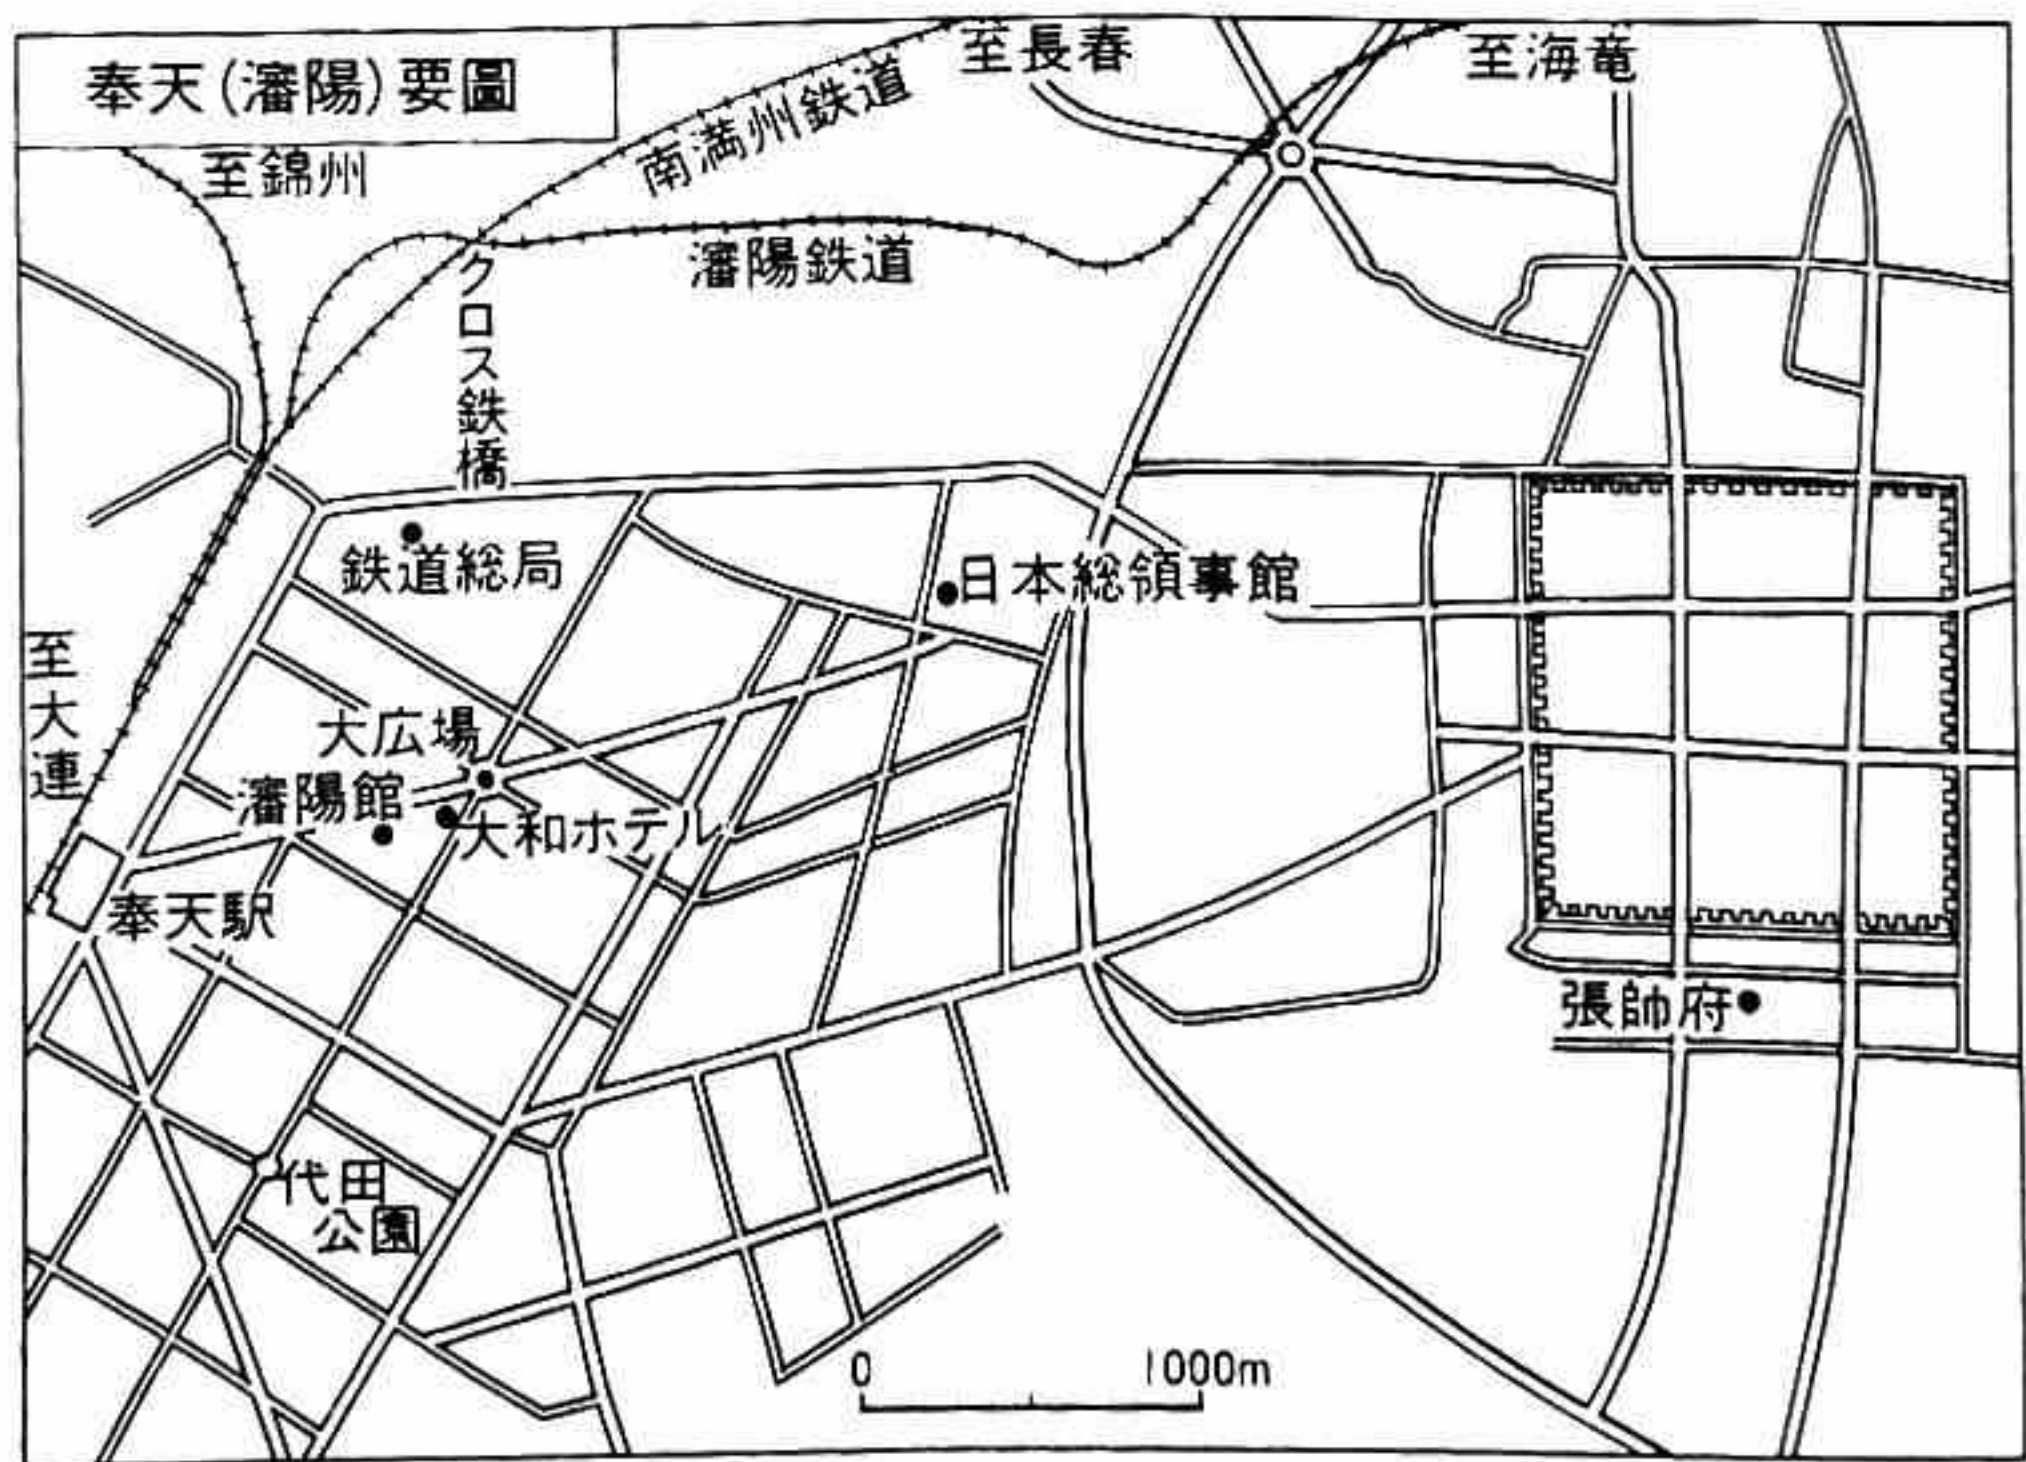 奉天(瀋陽)要圖
至長春
至海竜
至錦州
南満州鉄道
瀋陽鉄道
クロス鉄橋
鉄道総局
日本総領事館
至大連
大広場
瀋陽館
大和ホテル
奉天駅
張帥府
代田
公園
0 1000m